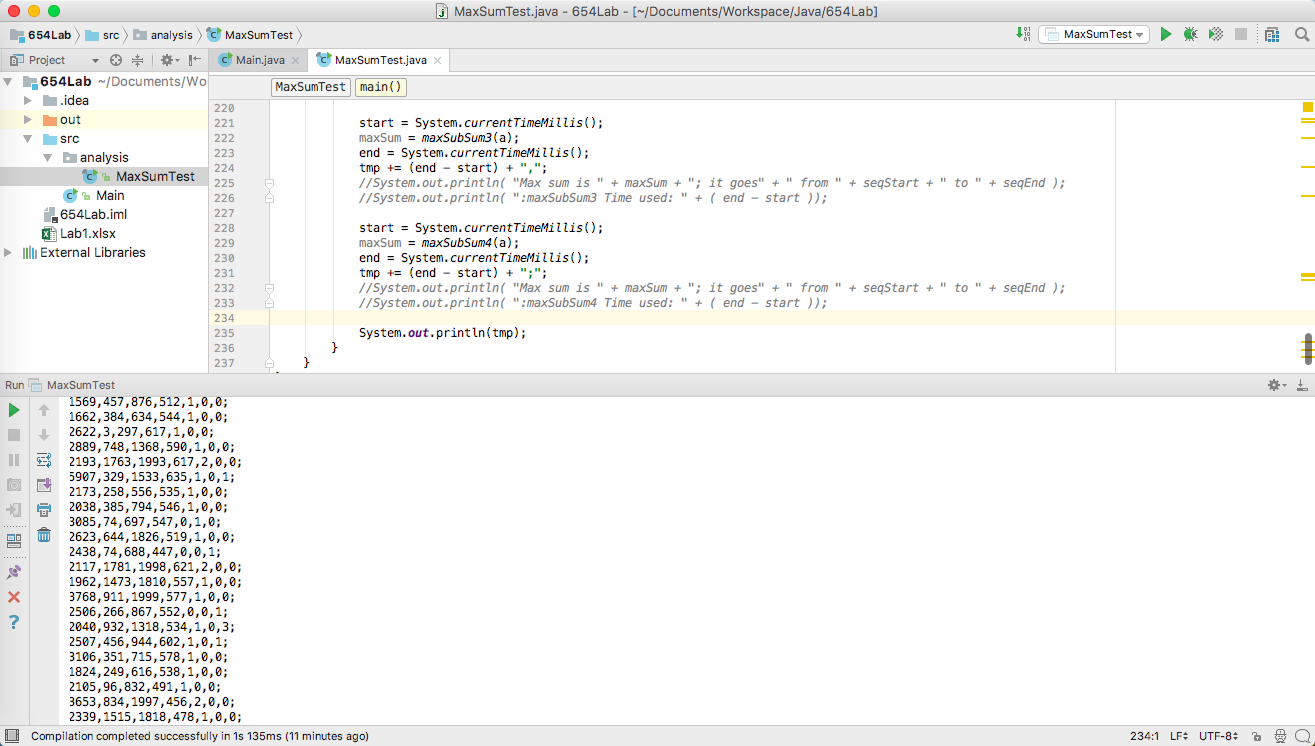 MaxSumTest.java - 654Lab - [~/Documents/Workspace/Java/654Lab]
654Lab src analysis MaxSumTest MaxSumTest
Project Main.java MaxSumTest.java
654Lab ~/Documents/Wo
.idea
out
src
analysis
MaxSumTest
Main
654Lab.iml
Lab1.xlsx
External Libraries
MaxSumTest main()
220
221 start = System.currentTimeMillis();
222 maxSum = maxSubSum3(a);
223 end = System.currentTimeMillis();
224 tmp += (end - start) + ",";
225 //System.out.println( "Max sum is " + maxSum + "; it goes" + " from " + seqStart + " to " + seqEnd );
226 //System.out.println( ":maxSubSum3 Time used: " + ( end - start ));
227
228 start = System.currentTimeMillis();
229 maxSum = maxSubSum4(a);
230 end = System.currentTimeMillis();
231 tmp += (end - start) + ";";
232 //System.out.println( "Max sum is " + maxSum + "; it goes" + " from " + seqStart + " to " + seqEnd );
233 //System.out.println( ":maxSubSum4 Time used: " + ( end - start ));
234
235 System.out.println(tmp);
236 }
237 }
Run MaxSumTest
1569,457,876,512,1,0,0;
1662,384,634,544,1,0,0;
2622,3,297,617,1,0,0;
2889,748,1368,590,1,0,0;
2193,1763,1993,617,2,0,0;
5907,329,1533,635,1,0,1;
2173,258,556,535,1,0,0;
2038,385,794,546,1,0,0;
3085,74,697,547,0,1,0;
2623,644,1826,519,1,0,0;
2438,74,688,447,0,0,1;
2117,1781,1998,621,2,0,0;
1962,1473,1810,557,1,0,0;
3768,911,1999,577,1,0,0;
2506,266,867,552,0,0,1;
2040,932,1318,534,1,0,3;
2507,456,944,602,1,0,1;
3106,351,715,578,1,0,0;
1824,249,616,538,1,0,0;
2105,96,832,491,1,0,0;
3653,834,1997,456,2,0,0;
2339,1515,1818,478,1,0,0;
Compilation completed successfully in 1s 135ms (11 minutes ago) 234:1 LF UTF-8